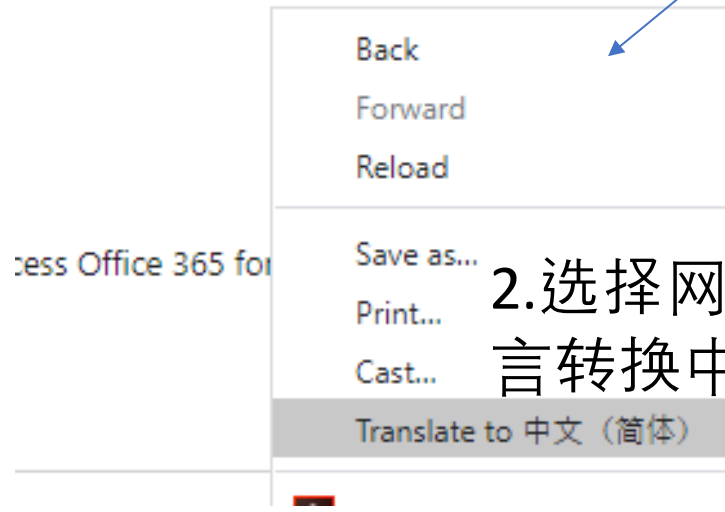 Back
Forward
Reload
Save as...
cess Office 365 for
2.选择网
Print...
言转换中
Cast...
Translate to 中文（简体）